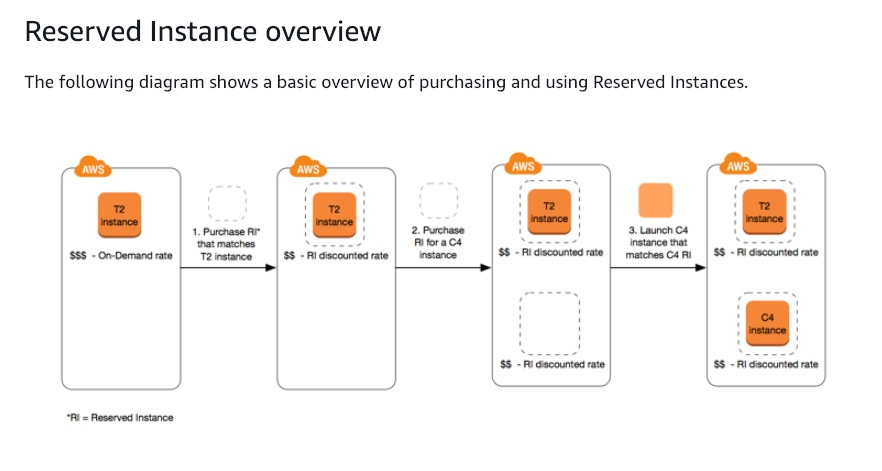 Reserved Instance overview
The following diagram shows a basic overview of purchasing and using Reserved Instances.
AWS
T2
instance
$$$ - On-Demand rate
1. Purchase RI*
that matches
T2 instance
AWS
T2
instance
$$ - RI discounted rate
2. Purchase
RI for a C4
instance
AWS
T2
instance
$$ - RI discounted rate
$$ - RI discounted rate
3. Launch C4
instance that
matches C4 RI
AWS
T2
instance
$$ - RI discounted rate
C4
instance
$$ - RI discounted rate
*RI = Reserved Instance